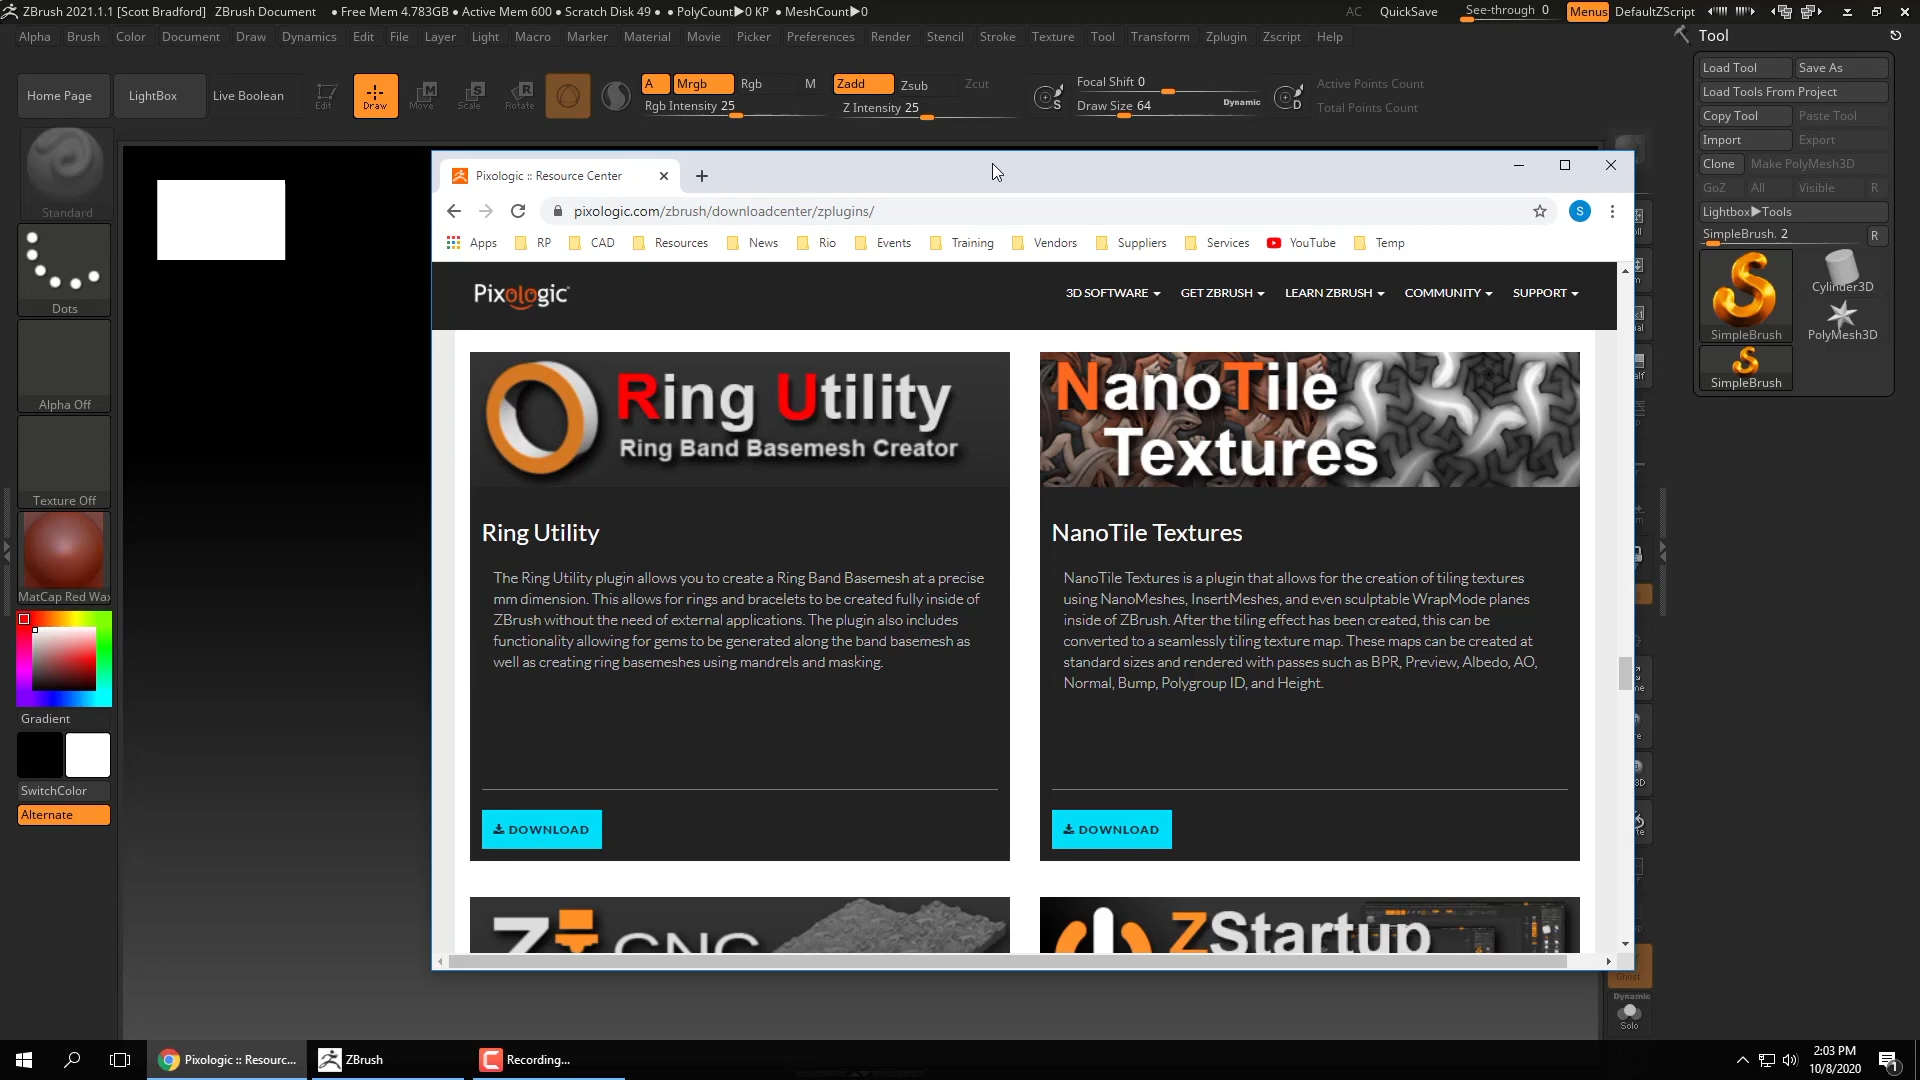 ZBrush 2021.1.1 [Scott Bradford] ZBrush Document • Free Mem 4.783GB • Active Mem 600 • Scratch Disk 49 • • PolyCount▶0 KP • MeshCount▶0
AC QuickSave See-through 0 Menus DefaultZScript
Alpha Brush Color Document Draw Dynamics Edit File Layer Light Macro Marker Material Movie Picker Preferences Render Stencil Stroke Texture Tool Transform Zplugin Zscript Help
Home Page LightBox Live Boolean
Edit Draw Move Scale Rotate
A Mrgb Rgb M
Rgb Intensity 25
Zadd Zsub Zcut
Z Intensity 25
S
Focal Shift 0
Draw Size 64 Dynamic
D
Active Points Count
Total Points Count
Standard
Dots
Alpha Off
Texture Off
MatCap Red Wax
Gradient
SwitchColor
Alternate
Pixologic :: Resource Center
pixologic.com/zbrush/downloadcenter/zplugins/
S
Apps RP CAD Resources News Rio Events Training Vendors Suppliers Services YouTube Temp
Pixologic
3D SOFTWARE GET ZBRUSH LEARN ZBRUSH COMMUNITY SUPPORT
Ring Utility
Ring Band Basemesh Creator
Ring Utility
The Ring Utility plugin allows you to create a Ring Band Basemesh at a precise
mm dimension. This allows for rings and bracelets to be created fully inside of
ZBrush without the need of external applications. The plugin also includes
functionality allowing for gems to be generated along the band basemesh as
well as creating ring basemeshes using mandrels and masking.
DOWNLOAD
NanoTile
Textures
NanoTile Textures
NanoTile Textures is a plugin that allows for the creation of tiling textures
using NanoMeshes, InsertMeshes, and even sculptable WrapMode planes
inside of ZBrush. After the tiling effect has been created, this can be
converted to a seamlessly tiling texture map. These maps can be created at
standard sizes and rendered with passes such as BPR, Preview, Albedo, AO,
Normal, Bump, Polygroup ID, and Height.
DOWNLOAD
CNC
ZStartup
Tool
Load Tool Save As
Load Tools From Project
Copy Tool Paste Tool
Import Export
Clone Make PolyMesh3D
GoZ All Visible R
Lightbox▶Tools
SimpleBrush. 2 R
SimpleBrush
Cylinder3D
PolyMesh3D
SimpleBrush
Ghost
Dynamic
Solo
Pixologic :: Resourc...
ZBrush
Recording...
2:03 PM
10/8/2020
1